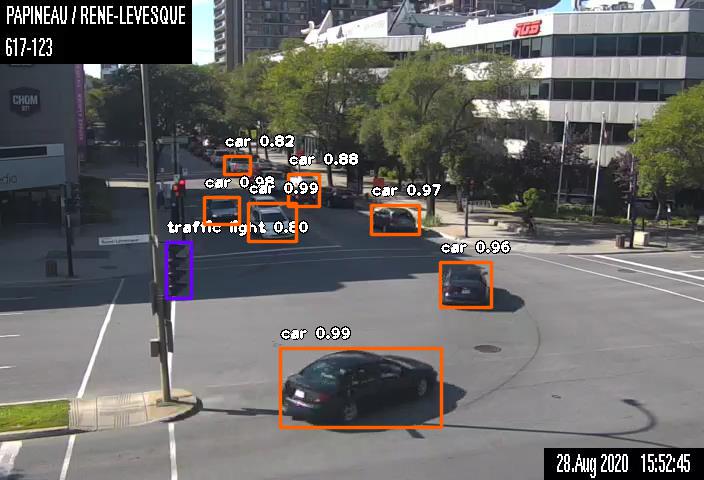 PAPINEAU / RENE-LEVESQUE
617-123
CHOM
car 0.82
car 0.88
car 0.98
car 0.99
car 0.97
traffic light 0.80
car 0.96
car 0.99
28.Aug 2020 15:52:45